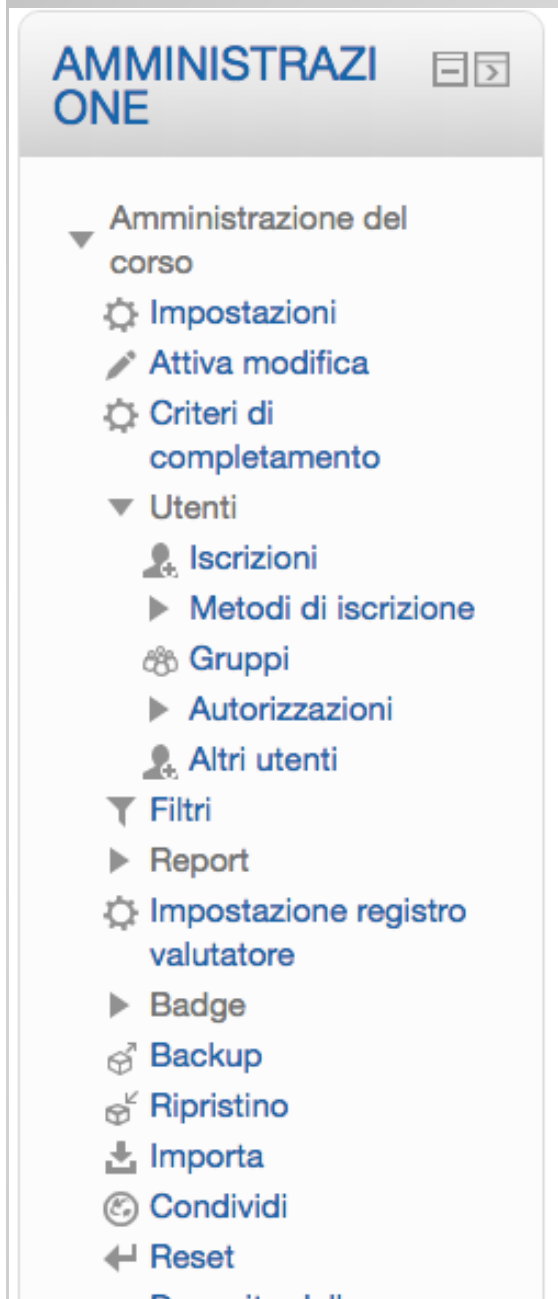 AMMINISTRAZI
ONE
Amministrazione del
corso
Impostazioni
Attiva modifica
Criteri di
completamento
Utenti
Iscrizioni
Metodi di iscrizione
Gruppi
Autorizzazioni
Altri utenti
Filtri
Report
Impostazione registro
valutatore
Badge
Backup
Ripristino
Importa
Condividi
Reset